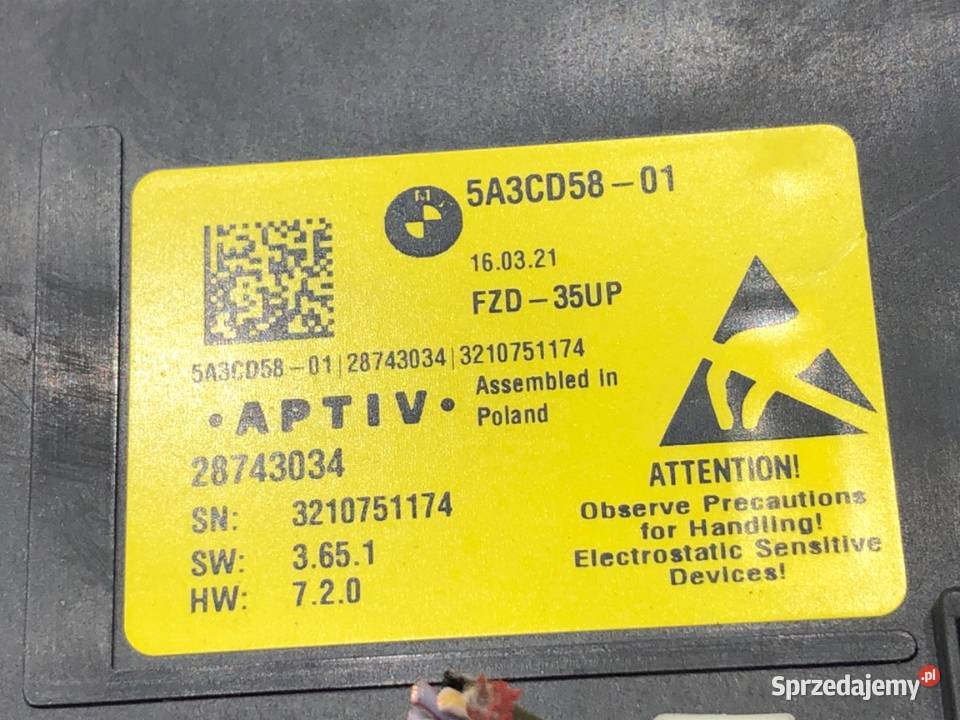 BMW
5A3CD58-01
16.03.21
FZD-35UP
5A3CD58-01|28743034|3210751174
• A P T I V •
Assembled in
Poland
28743034
SN: 3210751174
SW: 3.65.1
HW: 7.2.0
ATTENTION!
Observe Precautions
for Handling!
Electrostatic Sensitive
Devices!
Sprzedajemy.pl